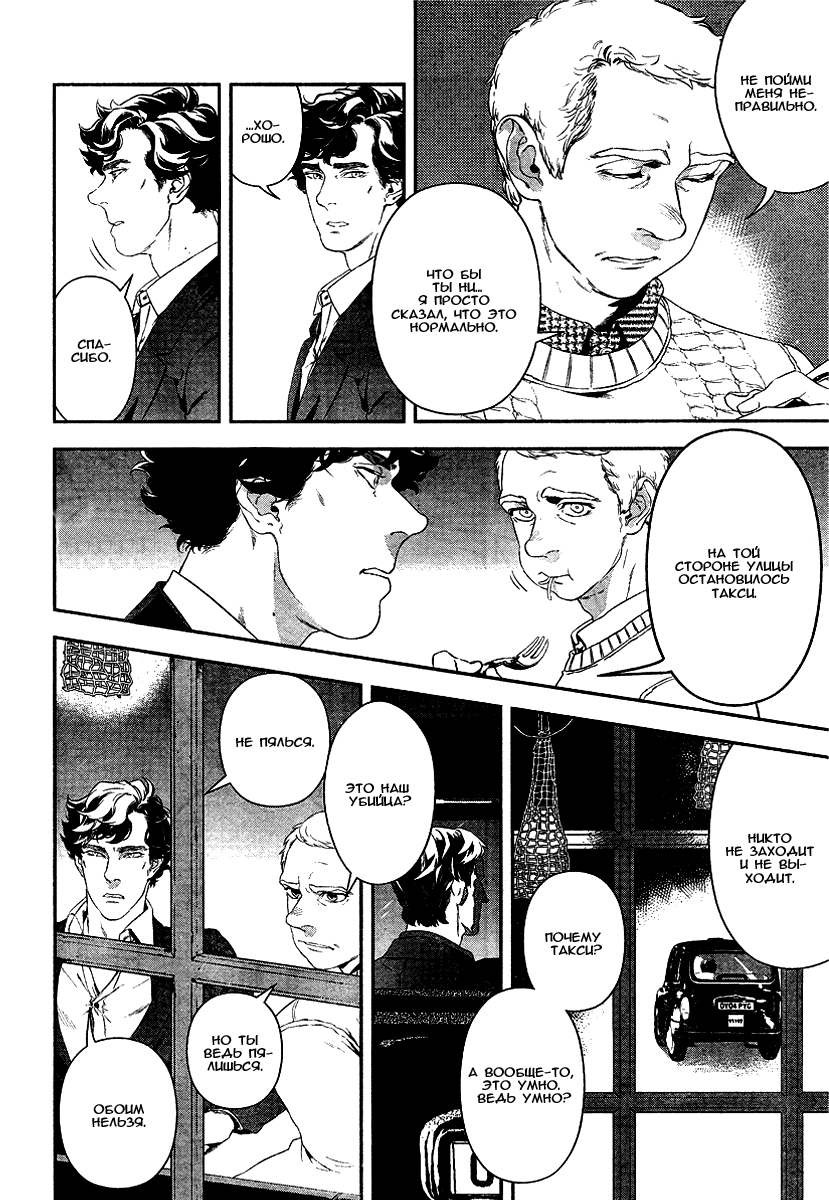 НЕ ПОЙМИ
МЕНЯ НЕ-
ПРАВИЛЬНО.
ЧТО БЫ
ТЫ НИ...
Я ПРОСТО
СКАЗАЛ, ЧТО ЭТО
НОРМАЛЬНО.
...ХО-
РОШО.
СПА-
СИБО.
НА ТОЙ
СТОРОНЕ УЛИЦЫ
ОСТАНОВИЛОСЬ
ТАКСИ.
НИКТО
НЕ ЗАХОДИТ
И НЕ ВЫ-
ХОДИТ.
ПОЧЕМУ
ТАКСИ?
А ВООБЩЕ-ТО,
ЭТО УМНО.
ВЕДЬ УМНО?
ЭТО НАШ
УБИЙЦА?
НЕ ПЯЛЬСЯ.
НО ТЫ
ВЕДЬ ПЯ-
ЛИШЬСЯ.
ОБОИМ
НЕЛЬЗЯ.